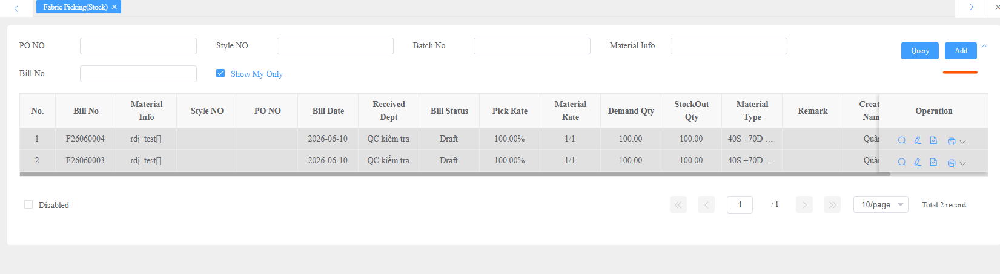 Fabric Picking(Stock)
PO NO
Style NO
Batch No
Material Info
Query
Add
Bill No
Show My Only
No.
Bill No
Material
Info
Style NO
PO NO
Bill Date
Received
Dept
Bill Status
Pick Rate
Material
Rate
Demand Qty
StockOut
Qty
Material
Type
Remark
Creat
Nam
Operation
1 F26060004 rdj_test[] 2026-06-10 QC kiểm tra Draft 100.00% 1/1 100.00 100.00 40S +70D ... Quân
2 F26060003 rdj_test[] 2026-06-10 QC kiểm tra Draft 100.00% 1/1 100.00 100.00 40S +70D ... Quân
Disabled
1 / 1 10/page Total 2 record